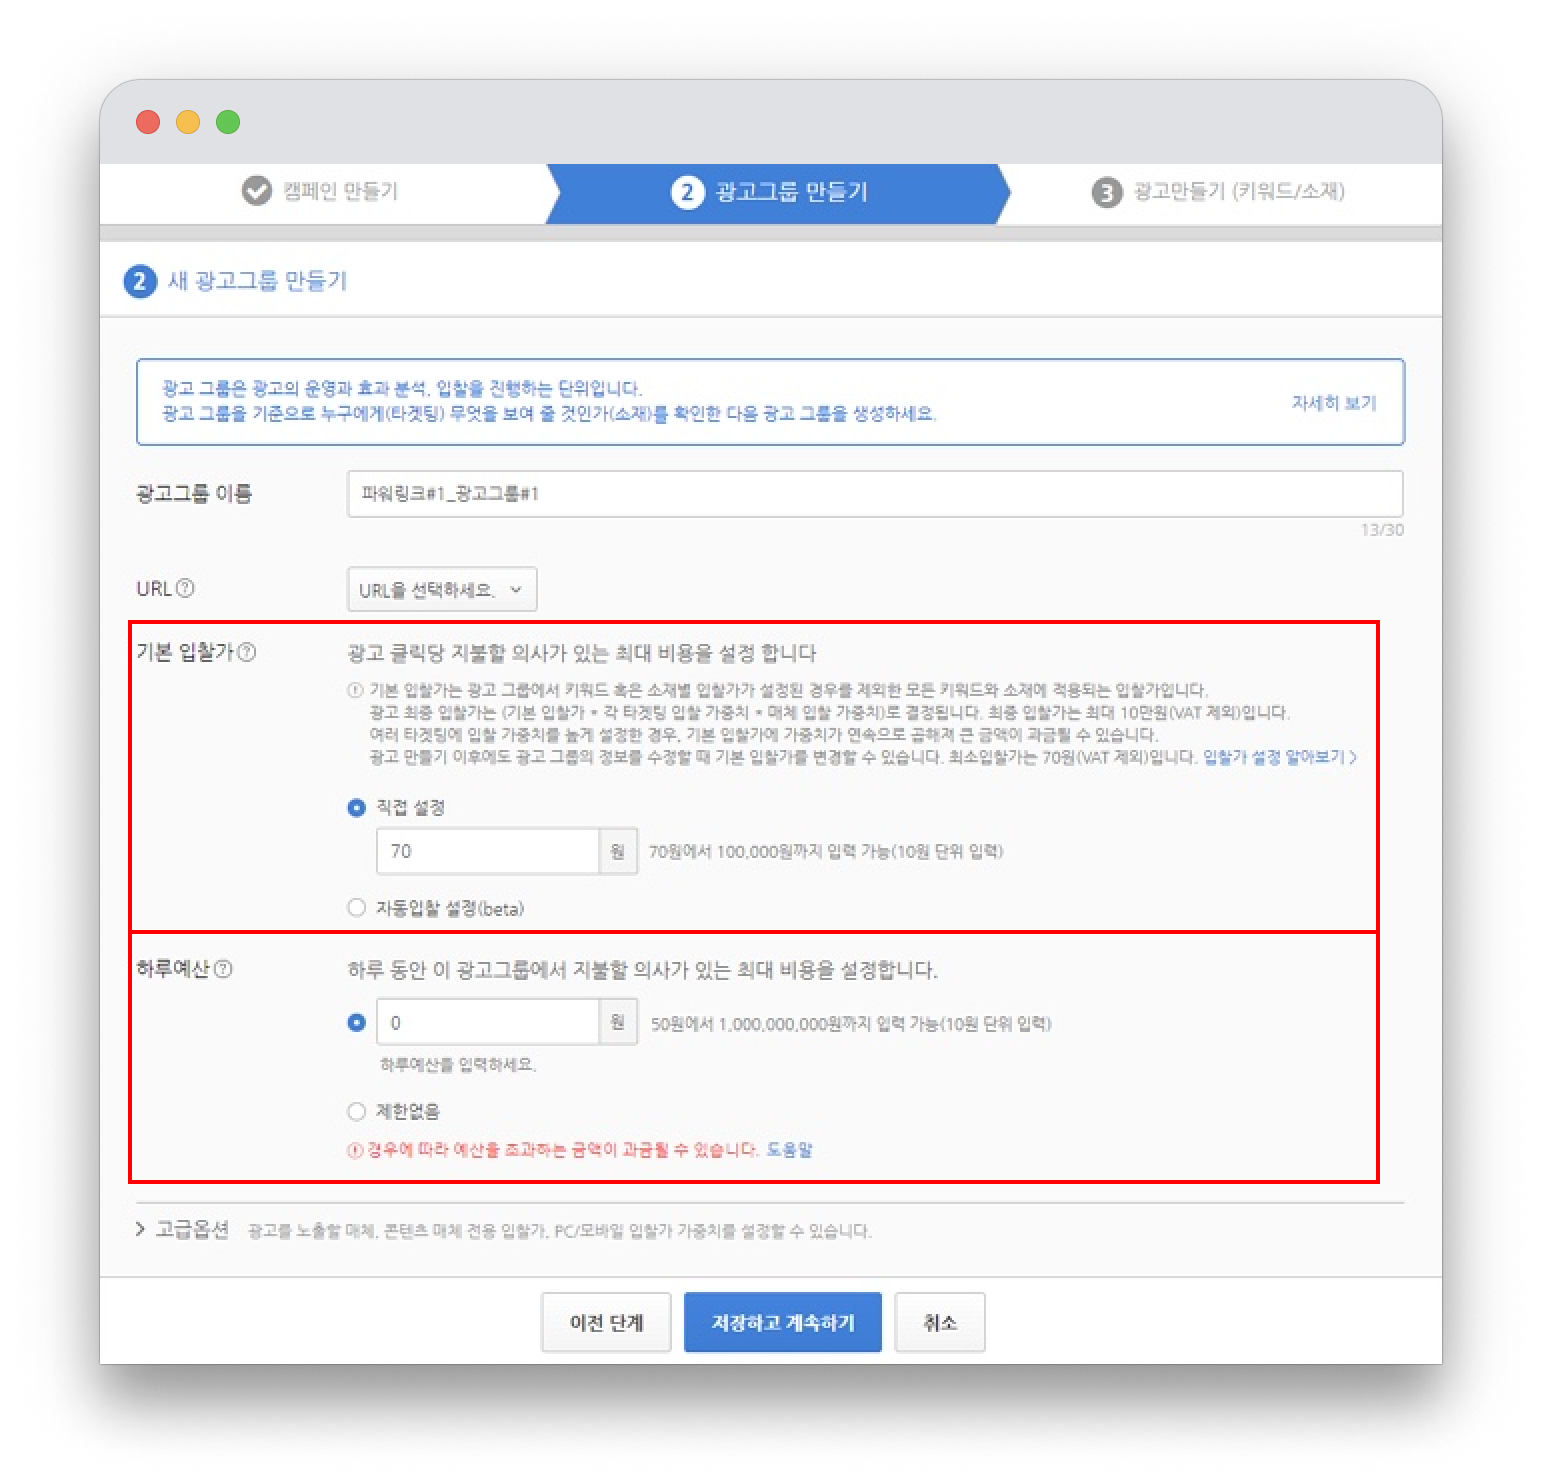 캠페인 만들기
2 광고그룹 만들기
3 광고만들기 (키워드/소재)
2 새 광고그룹 만들기
광고 그룹은 광고의 운영과 효과 분석, 입찰을 진행하는 단위입니다.
광고 그룹을 기준으로 누구에게(타겟팅) 무엇을 보여 줄 것인가(소재)를 확인한 다음 광고 그룹을 생성하세요.
자세히 보기
광고그룹 이름
파워링크#1_광고그룹#1
13/30
URL ?
URL을 선택하세요.
기본 입찰가 ?
광고 클릭당 지불할 의사가 있는 최대 비용을 설정 합니다
! 기본 입찰가는 광고 그룹에서 키워드 혹은 소재별 입찰가가 설정된 경우를 제외한 모든 키워드와 소재에 적용되는 입찰가입니다.
광고 최종 입찰가는 (기본 입찰가 * 각 타겟팅 입찰 가중치 * 매체 입찰 가중치)로 결정됩니다. 최종 입찰가는 최대 10만원(VAT 제외)입니다.
여러 타겟팅에 입찰 가중치를 높게 설정한 경우, 기본 입찰가에 가중치가 연속으로 곱해져 큰 금액이 과금될 수 있습니다.
광고 만들기 이후에도 광고 그룹의 정보를 수정할 때 기본 입찰가를 변경할 수 있습니다. 최소입찰가는 70원(VAT 제외)입니다. 입찰가 설정 알아보기 >
직접 설정
70 원 70원에서 100,000원까지 입력 가능(10원 단위 입력)
자동입찰 설정(beta)
하루예산 ?
하루 동안 이 광고그룹에서 지불할 의사가 있는 최대 비용을 설정합니다.
0 원 50원에서 1,000,000,000원까지 입력 가능(10원 단위 입력)
하루예산을 입력하세요.
제한없음
! 경우에 따라 예산을 초과하는 금액이 과금될 수 있습니다. 도움말
> 고급옵션 광고를 노출할 매체, 콘텐츠 매체 전용 입찰가, PC/모바일 입찰가 가중치를 설정할 수 있습니다.
이전 단계
저장하고 계속하기
취소